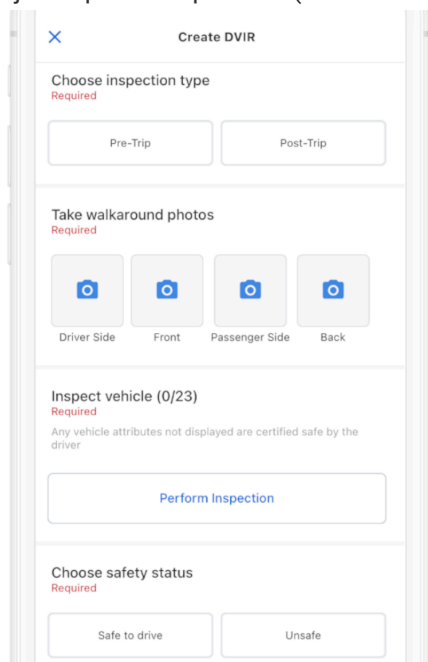 Create DVIR
Choose inspection type
Required
Pre-Trip
Post-Trip
Take walkaround photos
Required
Driver Side
Front
Passenger Side
Back
Inspect vehicle (0/23)
Required
Any vehicle attributes not displayed are certified safe by the
driver
Perform Inspection
Choose safety status
Required
Safe to drive
Unsafe